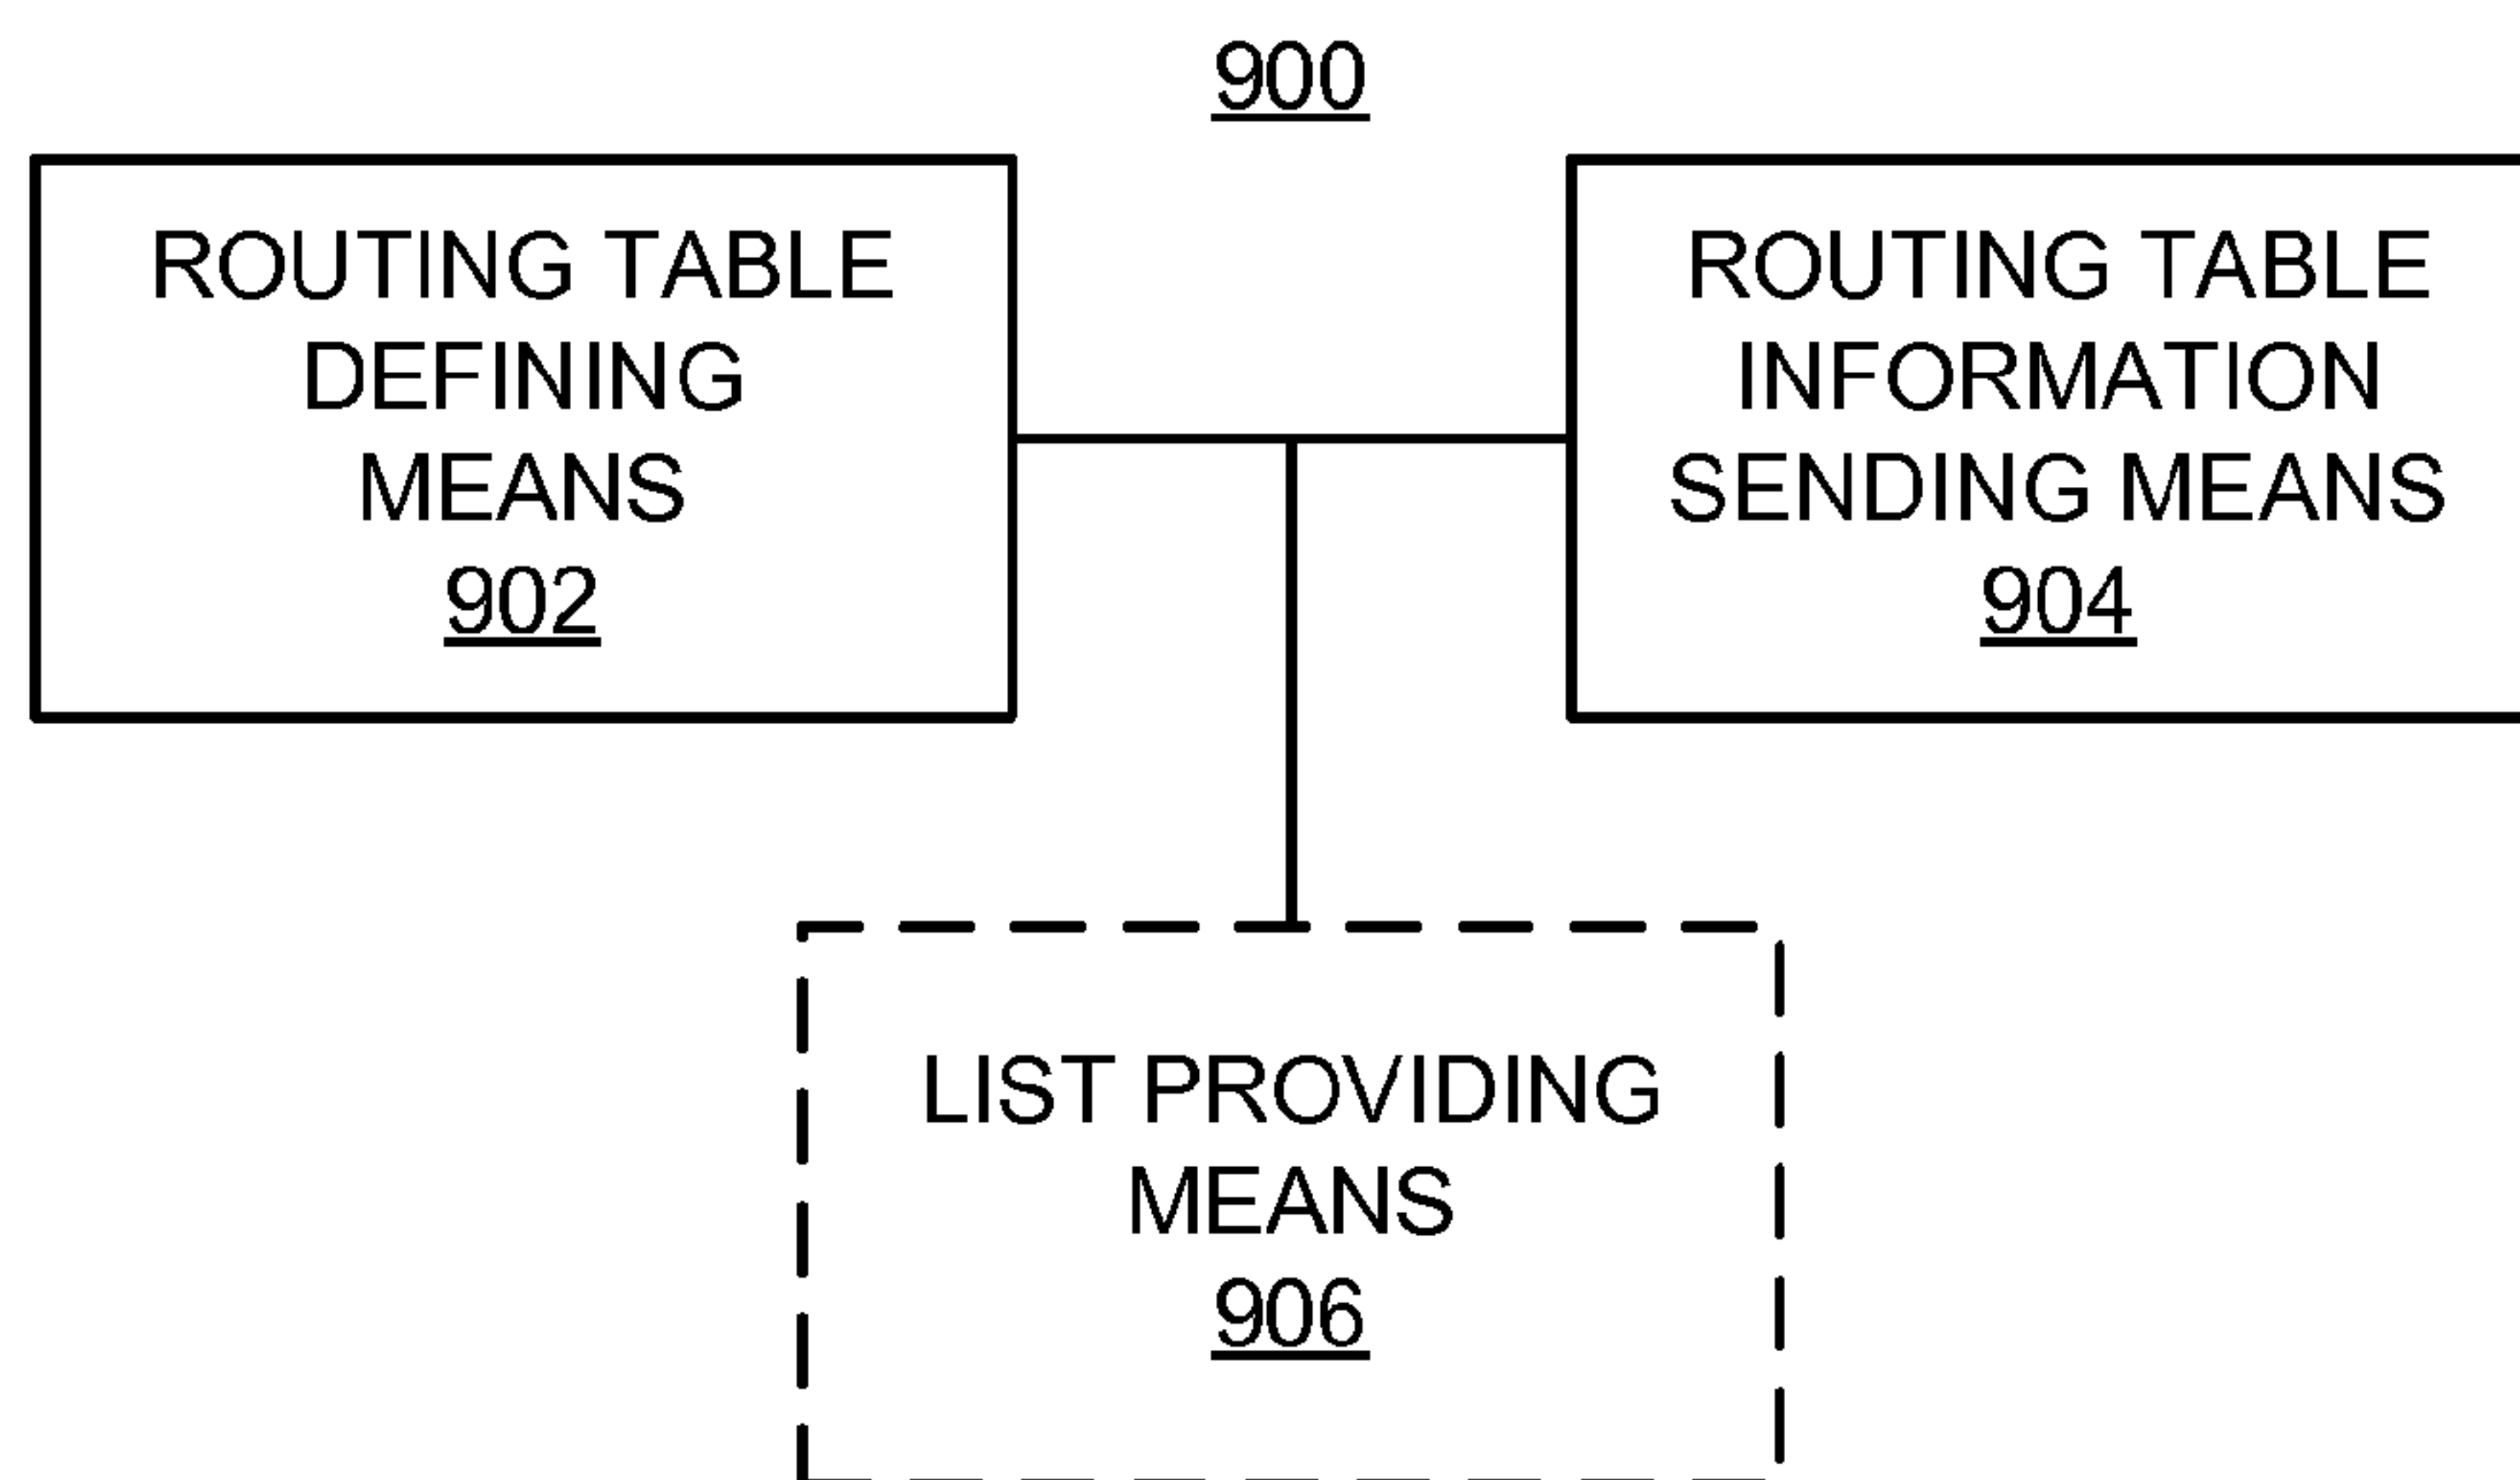 900
ROUTING TABLE
DEFINING
MEANS
902
ROUTING TABLE
INFORMATION
SENDING MEANS
904
LIST PROVIDING
MEANS
906